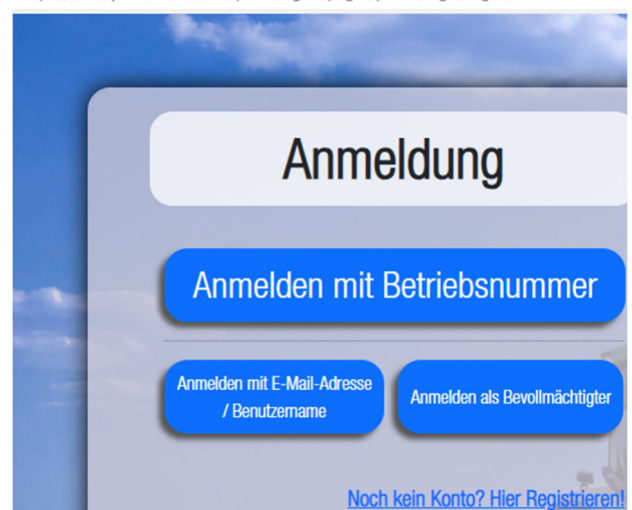 Anmeldung
Anmelden mit Betriebsnummer
Anmelden mit E-Mail-Adresse
/ Benutzername
Anmelden als Bevollmächtigter
Noch kein Konto? Hier Registrieren!